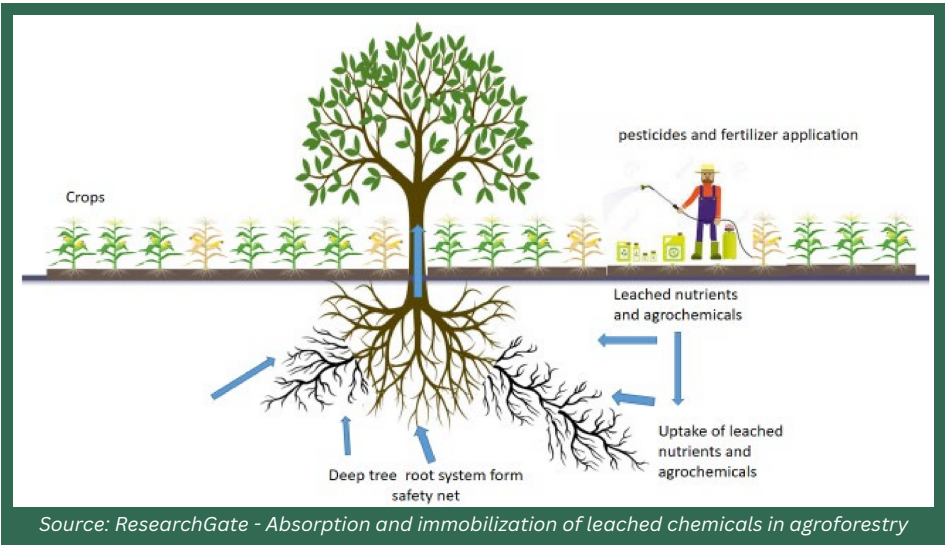 pesticides and fertilizer application
Crops
Leached nutrients
and agrochemicals
Uptake of leached
nutrients and
agrochemicals
Deep tree root system form
safety net
Source: ResearchGate - Absorption and immobilization of leached chemicals in agroforestry